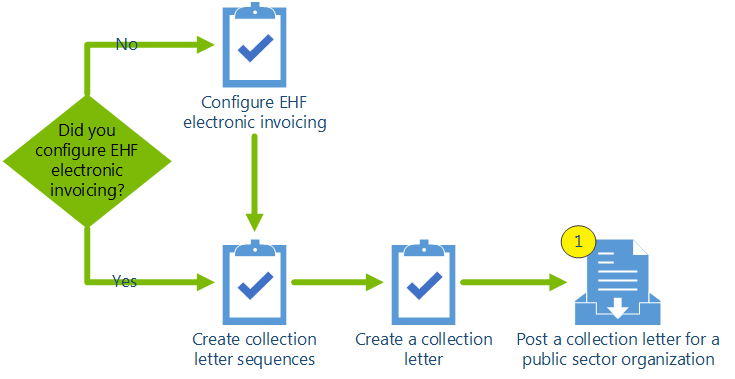 No
Configure EHF
electronic invoicing
Did you
configure EHF
electronic
invoicing?
Yes
Create collection
letter sequences
Create a collection
letter
1
Post a collection letter for a
public sector organization